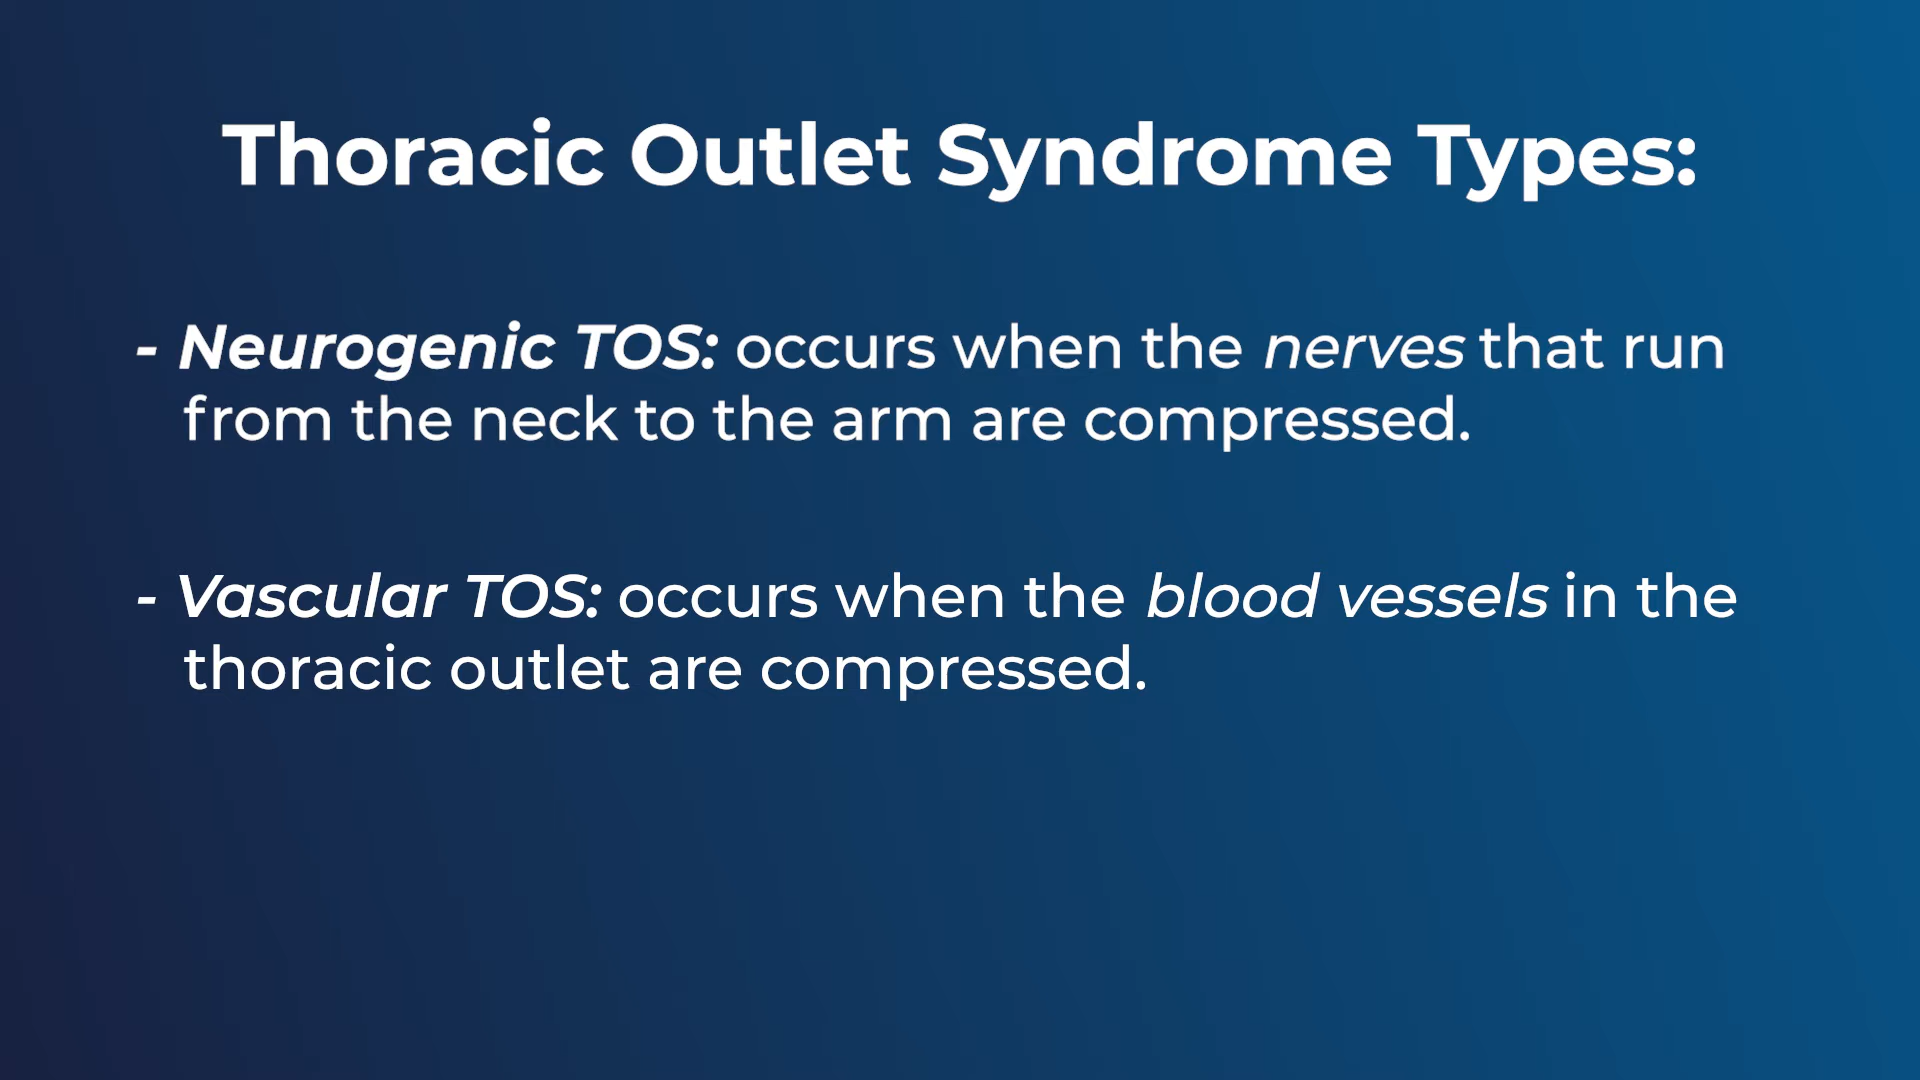 Thoracic Outlet Syndrome Types:
- Neurogenic TOS: occurs when the nerves that run
from the neck to the arm are compressed.
- Vascular TOS: occurs when the blood vessels in the
thoracic outlet are compressed.